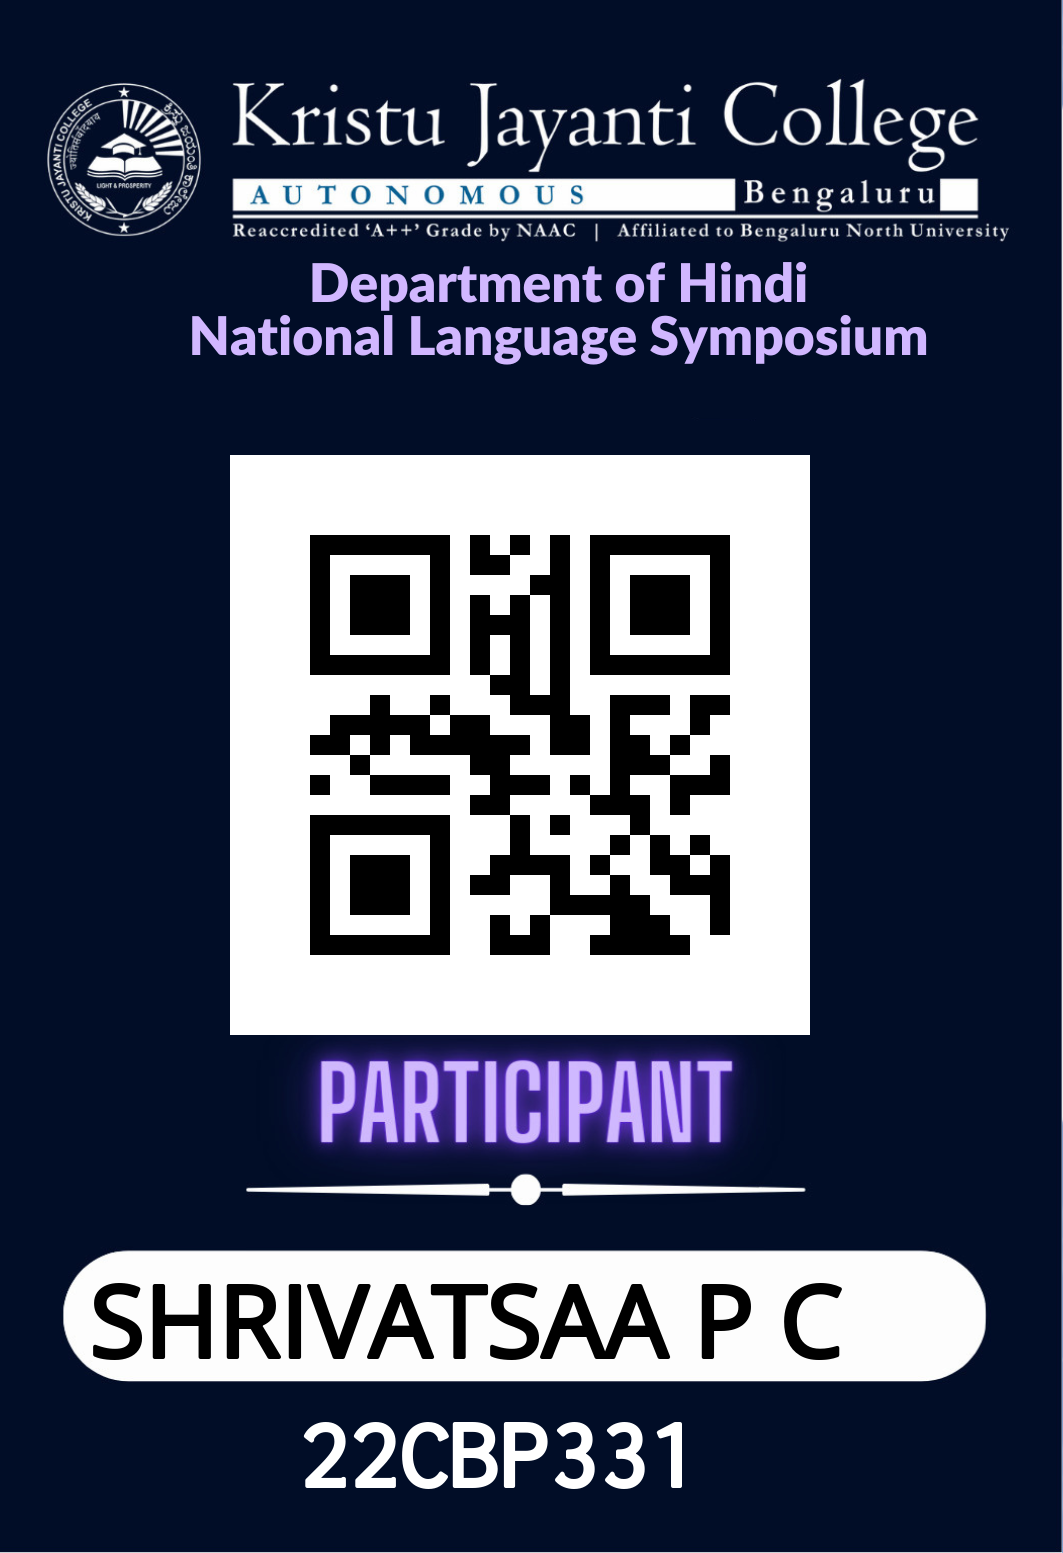 KRISTU JAYANTI COLLEGE
LIGHT & PROSPERITY
Kristu Jayanti College
AUTONOMOUS Bengaluru
Reaccredited ‘A++’ Grade by NAAC | Affiliated to Bengaluru North University
Department of Hindi
National Language Symposium
PARTICIPANT
SHRIVATSAA P C
22CBP331